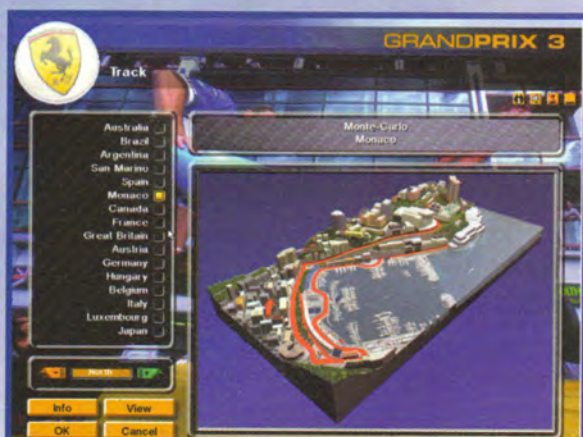 GRANDPRIX 3
Track
Monte-Carlo
Monaco
Australia
Brazil
Argentina
San Marino
Spain
Monaco
Canada
France
Great Britain
Austria
Germany
Hungary
Belgium
Italy
Luxembourg
Japan
North
Info
View
OK
Cancel